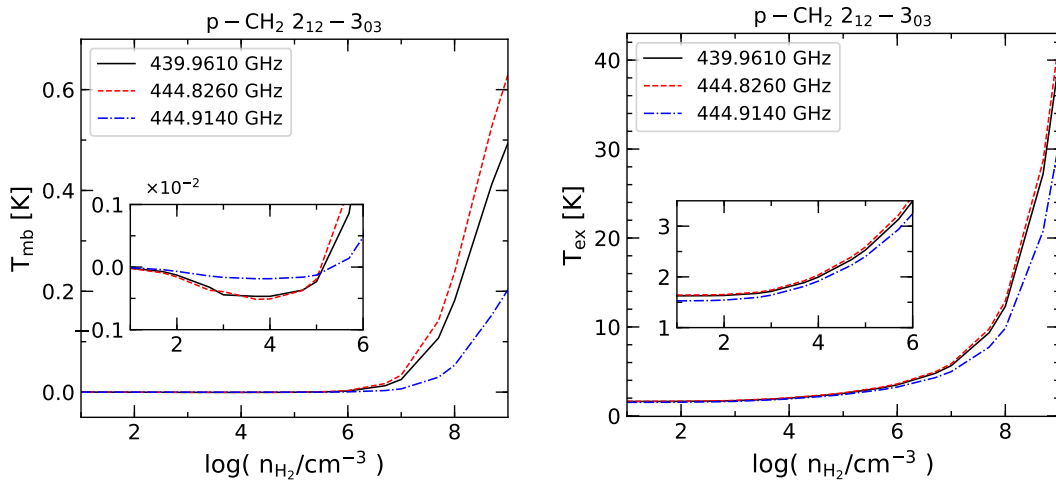 p − CH₂ 2₁₂ − 3₀₃
439.9610 GHz
444.8260 GHz
444.9140 GHz
T_mb [K]
0.6
0.4
0.2
0.0
×10⁻²
0.1
0.0
−0.1
2 4 6
2 4 6 8
log( n_H₂/cm⁻³ )
p − CH₂ 2₁₂ − 3₀₃
439.9610 GHz
444.8260 GHz
444.9140 GHz
T_ex [K]
40
30
20
10
0
3
2
1
2 4 6
2 4 6 8
log( n_H₂/cm⁻³ )